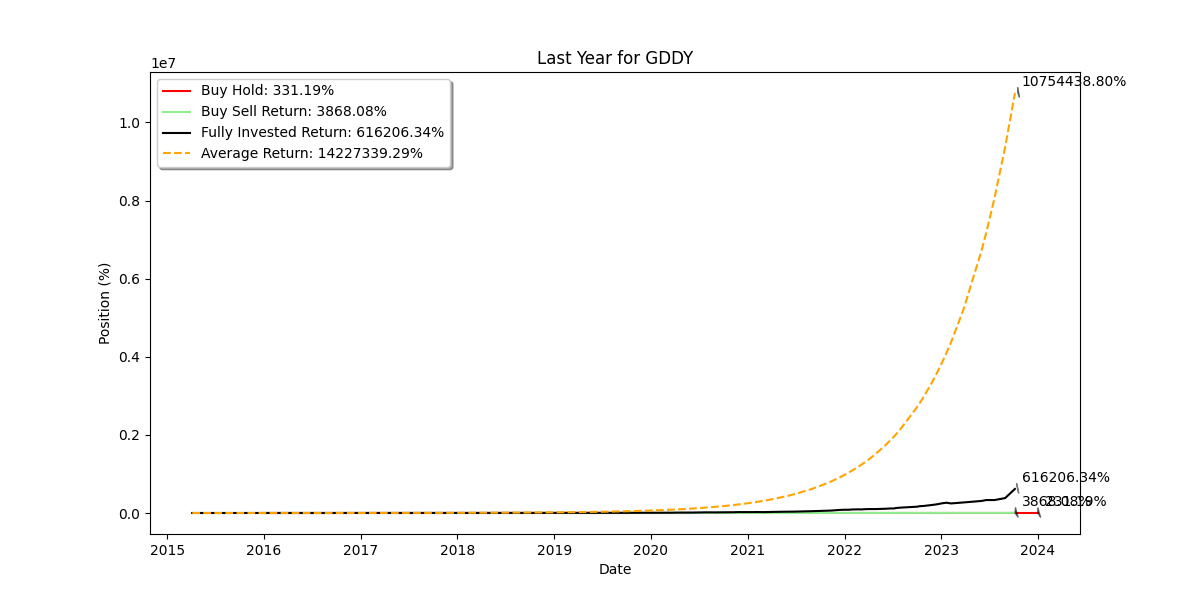 Last Year for GDDY
1e7
Buy Hold: 331.19%
Buy Sell Return: 3868.08%
Fully Invested Return: 616206.34%
Average Return: 14227339.29%
10754438.80%
1.0
0.8
0.6
0.4
0.2
0.0
Position (%)
616206.34%
3868.08%
2015
2016
2017
2018
2019
2020
2021
2022
2023
2024
Date